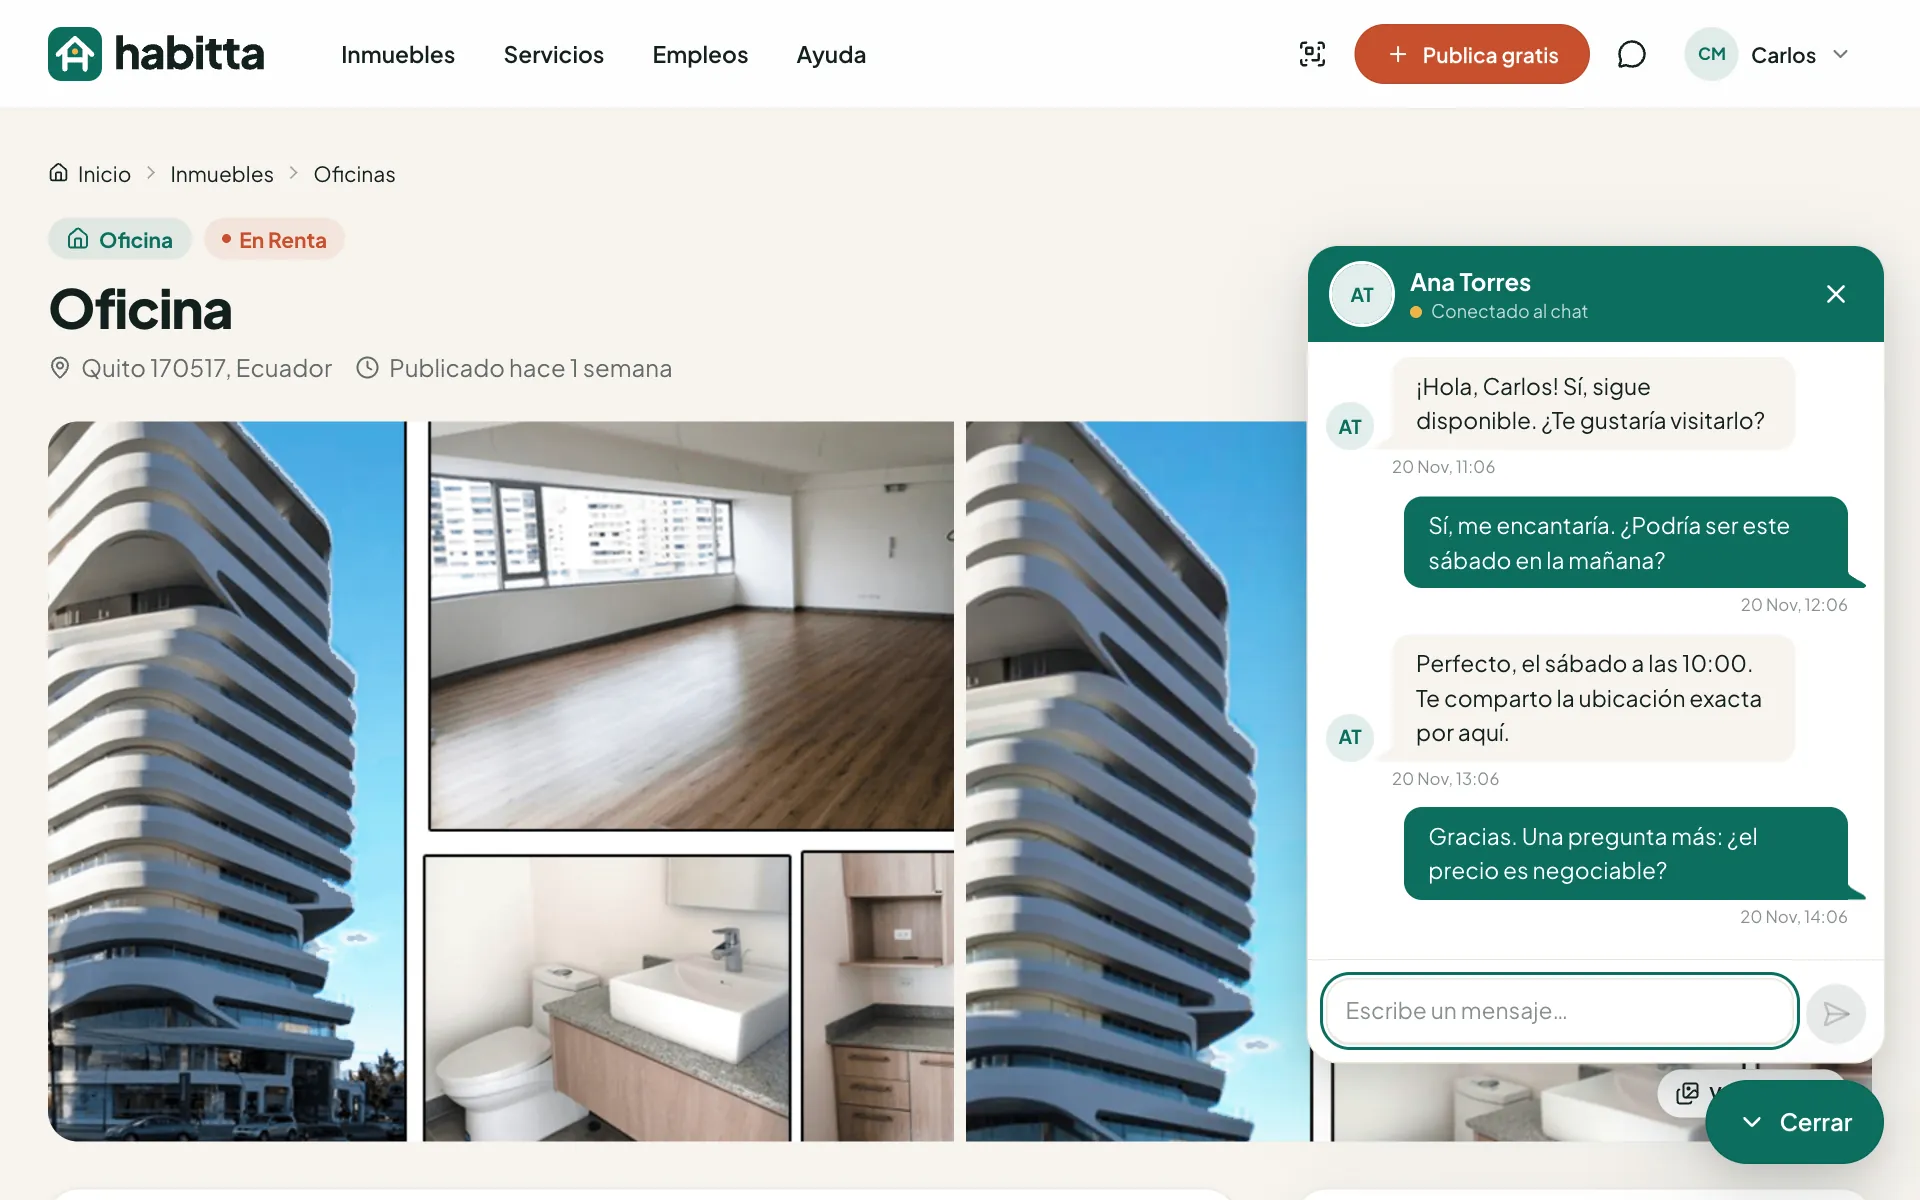 habitta
Inmuebles
Servicios
Empleos
Ayuda
+ Publica gratis
CM
Carlos
Inicio > Inmuebles > Oficinas
Oficina
• En Renta
Oficina
Quito 170517, Ecuador
Publicado hace 1 semana
AT
Ana Torres
Conectado al chat
¡Hola, Carlos! Sí, sigue
disponible. ¿Te gustaría visitarlo?
AT
20 Nov, 11:06
Sí, me encantaría. ¿Podría ser este
sábado en la mañana?
20 Nov, 12:06
Perfecto, el sábado a las 10:00.
Te comparto la ubicación exacta
por aquí.
AT
20 Nov, 13:06
Gracias. Una pregunta más: ¿el
precio es negociable?
20 Nov, 14:06
Escribe un mensaje...
Cerrar